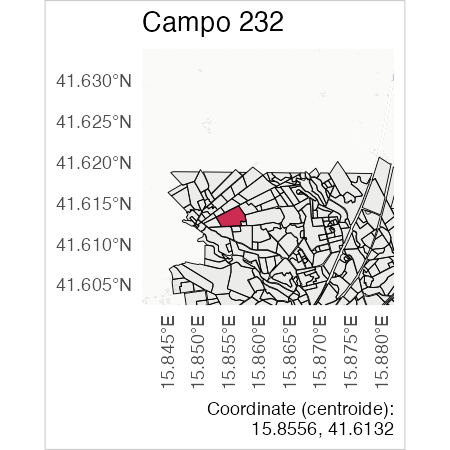 Campo 232
41.630°N
41.625°N
41.620°N
41.615°N
41.610°N
41.605°N
15.845°E
15.850°E
15.855°E
15.860°E
15.865°E
15.870°E
15.875°E
15.880°E
Coordinate (centroide):
15.8556, 41.6132